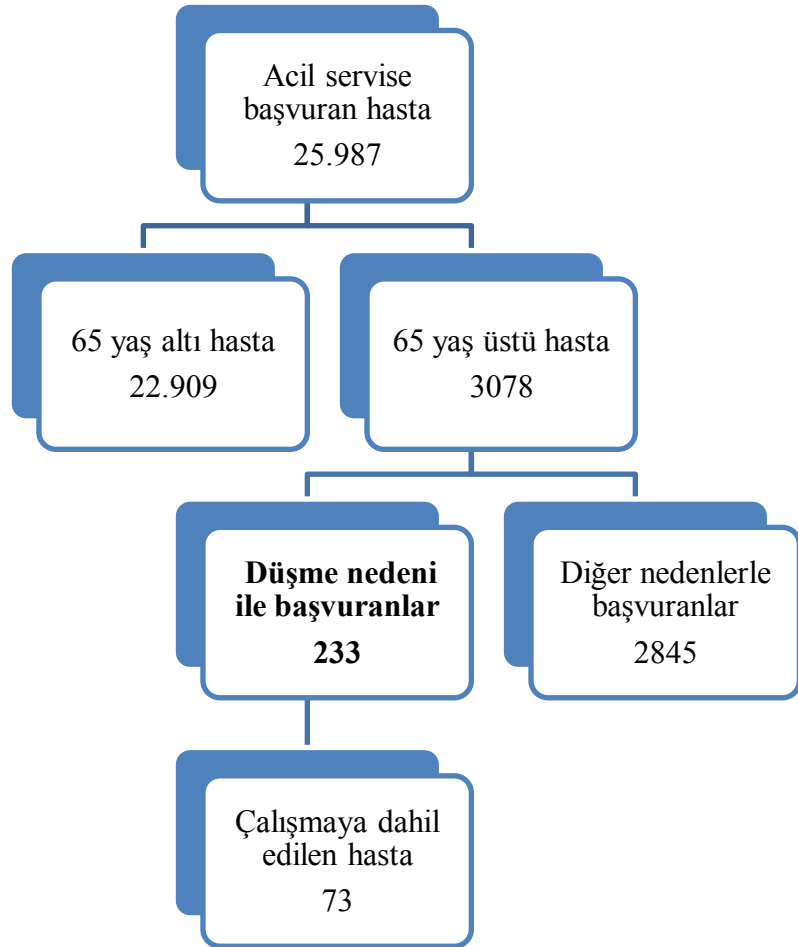 Acil servise
başvuran hasta
25.987
65 yaş altı hasta
22.909
65 yaş üstü hasta
3078
Düşme nedeni
ile başvuranlar
233
Diğer nedenlerle
başvuranlar
2845
Çalışmaya dahil
edilen hasta
73